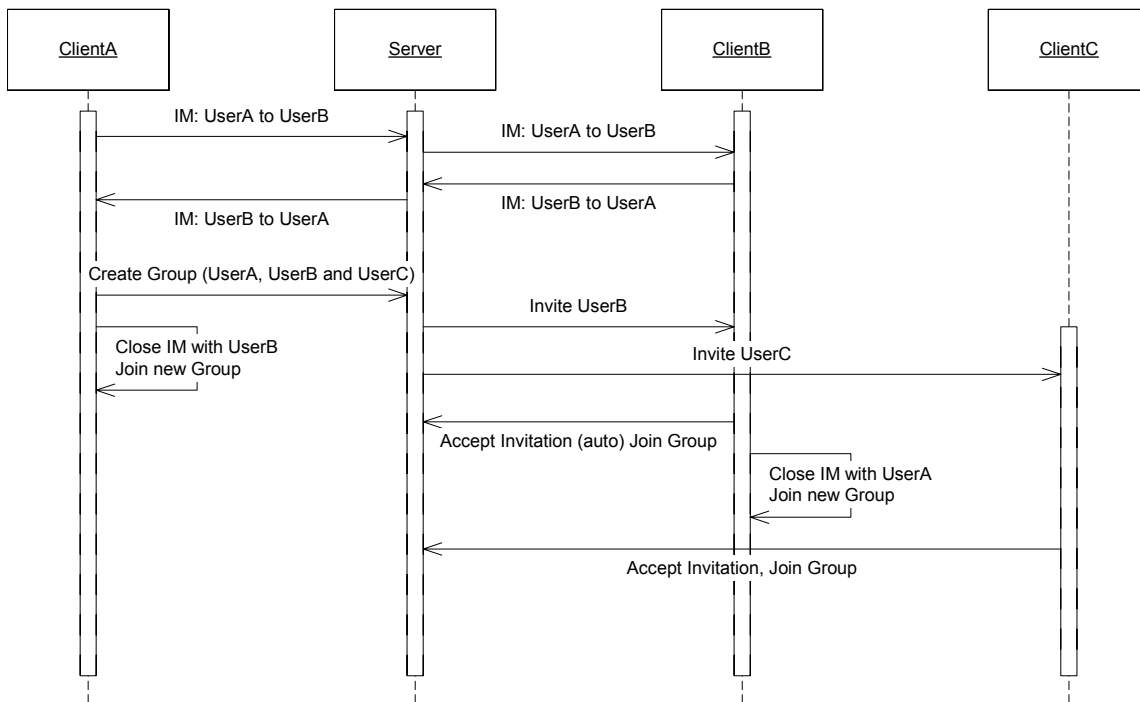 ClientA
Server
ClientB
ClientC
IM: UserA to UserB
IM: UserA to UserB
IM: UserB to UserA
IM: UserB to UserA
Create Group (UserA, UserB and UserC)
Invite UserB
Close IM with UserB
Join new Group
Invite UserC
Accept Invitation (auto) Join Group
Close IM with UserA
Join new Group
Accept Invitation, Join Group